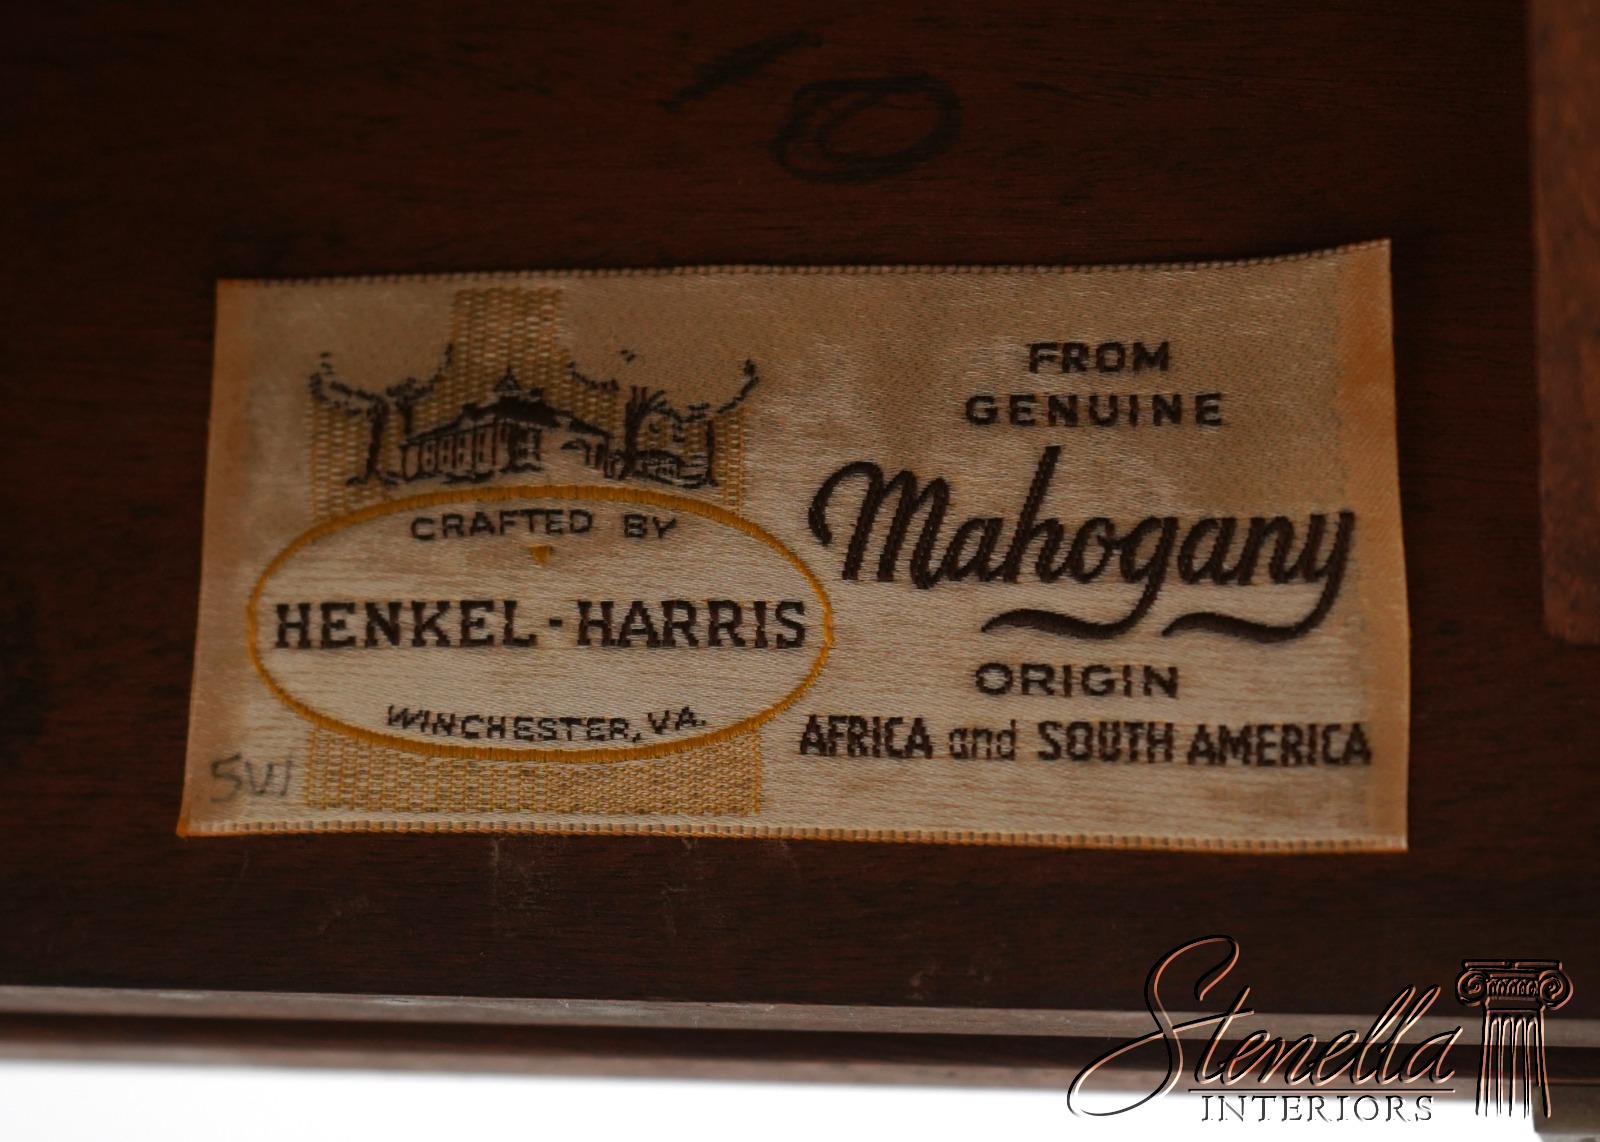 10
CRAFTED BY
HENKEL-HARRIS
WINCHESTER, VA.
FROM
GENUINE
Mahogany
ORIGIN
AFRICA and SOUTH AMERICA
Stenella
INTERIORS